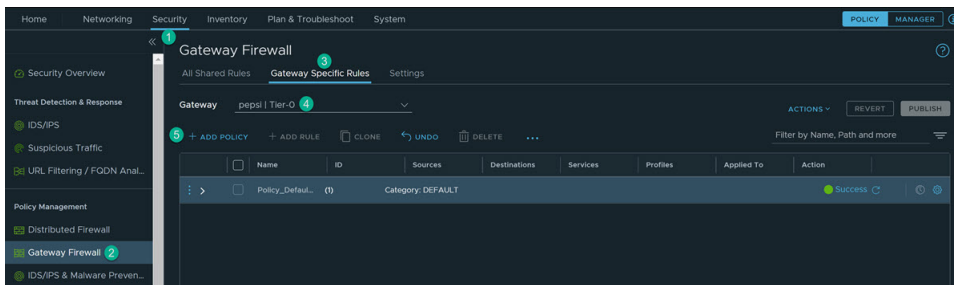 Home Networking Security Inventory Plan & Troubleshoot System POLICY MANAGER
1
Gateway Firewall
3
Security Overview
All Shared Rules Gateway Specific Rules Settings
Threat Detection & Response
Gateway pepsi | Tier-0 4
ACTIONS REVERT PUBLISH
IDS/IPS
5 + ADD POLICY + ADD RULE CLONE UNDO DELETE ... Filter by Name, Path and more
Suspicious Traffic
URL Filtering / FQDN Anal...
Name ID Sources Destinations Services Profiles Applied To Action
Policy_Defaul... (1) Category: DEFAULT Success
Policy Management
Distributed Firewall
Gateway Firewall 2
IDS/IPS & Malware Preven...